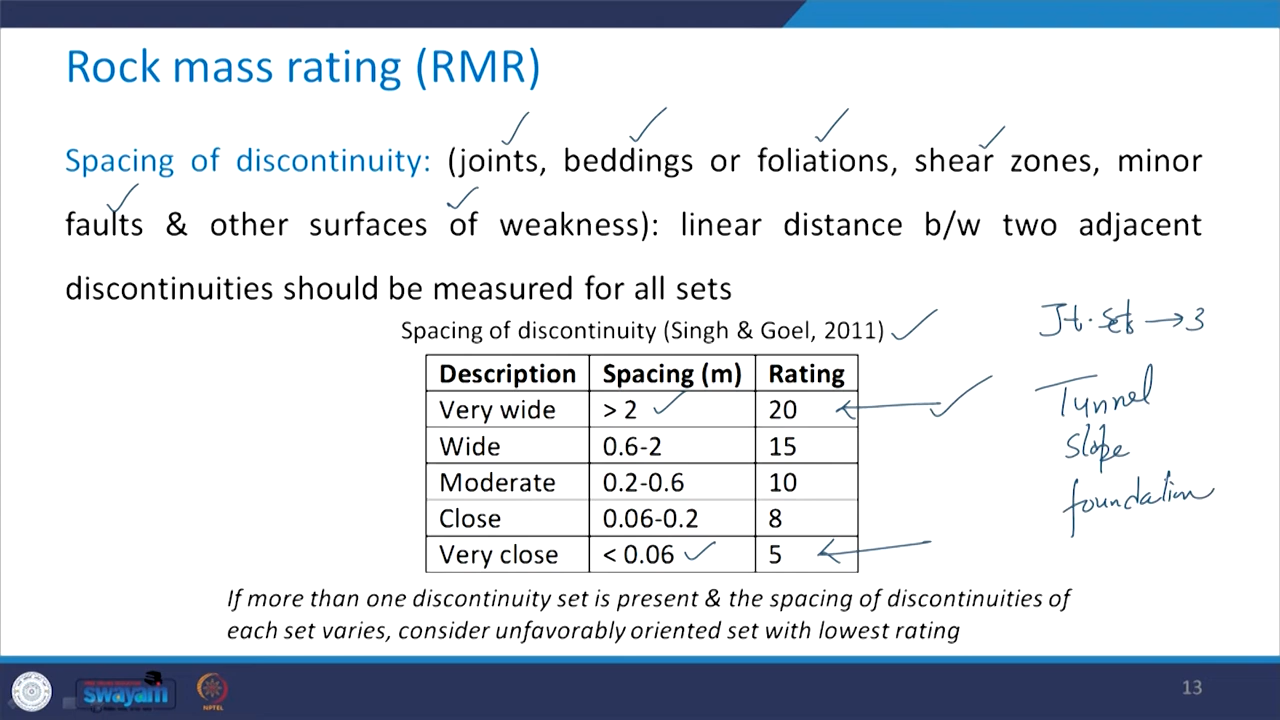 Rock mass rating (RMR)
Spacing of discontinuity: (joints, beddings or foliations, shear zones, minor
faults & other surfaces of weakness): linear distance b/w two adjacent
discontinuities should be measured for all sets
Jt. sets → 3
Spacing of discontinuity (Singh & Goel, 2011)
Description Spacing (m) Rating
Very wide > 2 20
Wide 0.6-2 15
Moderate 0.2-0.6 10
Close 0.06-0.2 8
Very close < 0.06 5
Tunnel
Slope
foundation
If more than one discontinuity set is present & the spacing of discontinuities of
each set varies, consider unfavorably oriented set with lowest rating
swayam
NPTEL
13